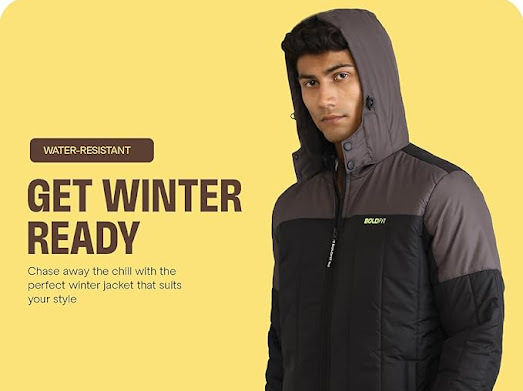 WATER-RESISTANT
GET WINTER
READY
Chase away the chill with the
perfect winter jacket that suits
your style
BOLDFIT